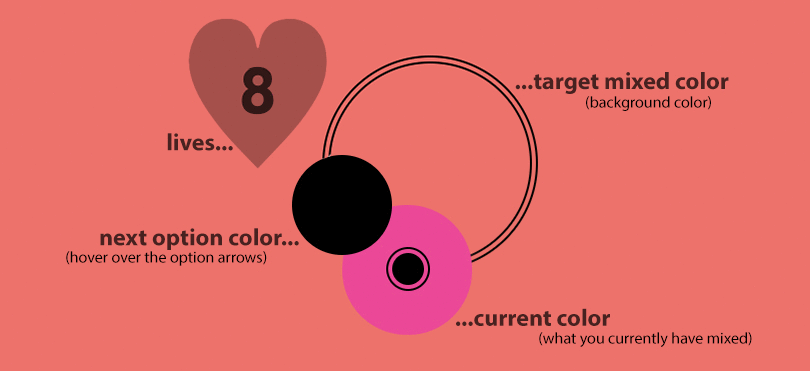 8
...target mixed color
(background color)
lives...
next option color...
(hover over the option arrows)
...current color
(what you currently have mixed)